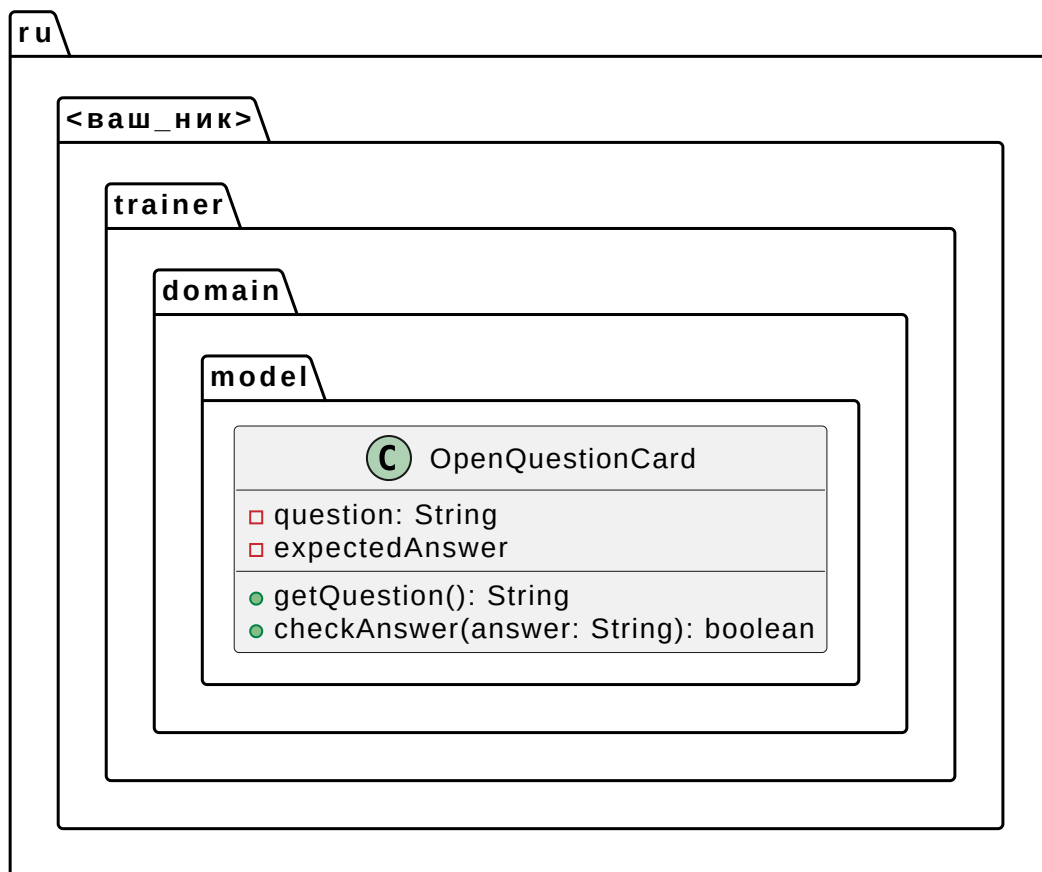 ru
<ваш_ник>
trainer
domain
model
C OpenQuestionCard
question: String
expectedAnswer
getQuestion(): String
checkAnswer(answer: String): boolean